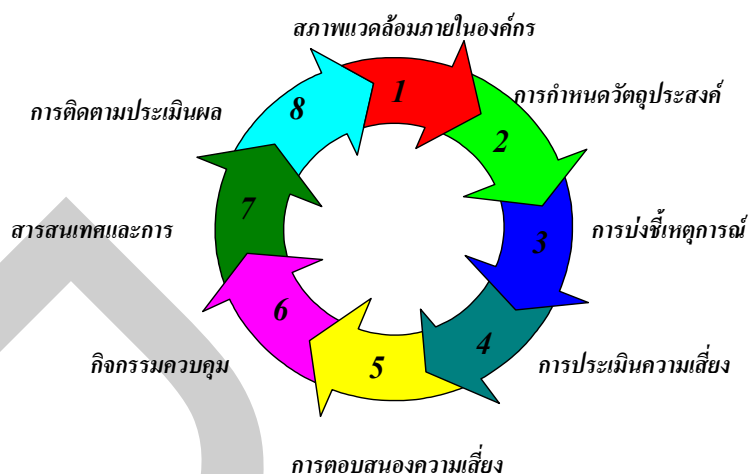 สภาพแวดล้อมภายในองค์กร
1
การกำหนดวัตถุประสงค์
2
การบ่งชี้เหตุการณ์
3
การประเมินความเสี่ยง
4
การตอบสนองความเสี่ยง
5
กิจกรรมควบคุม
6
สารสนเทศและการ
7
การติดตามประเมินผล
8